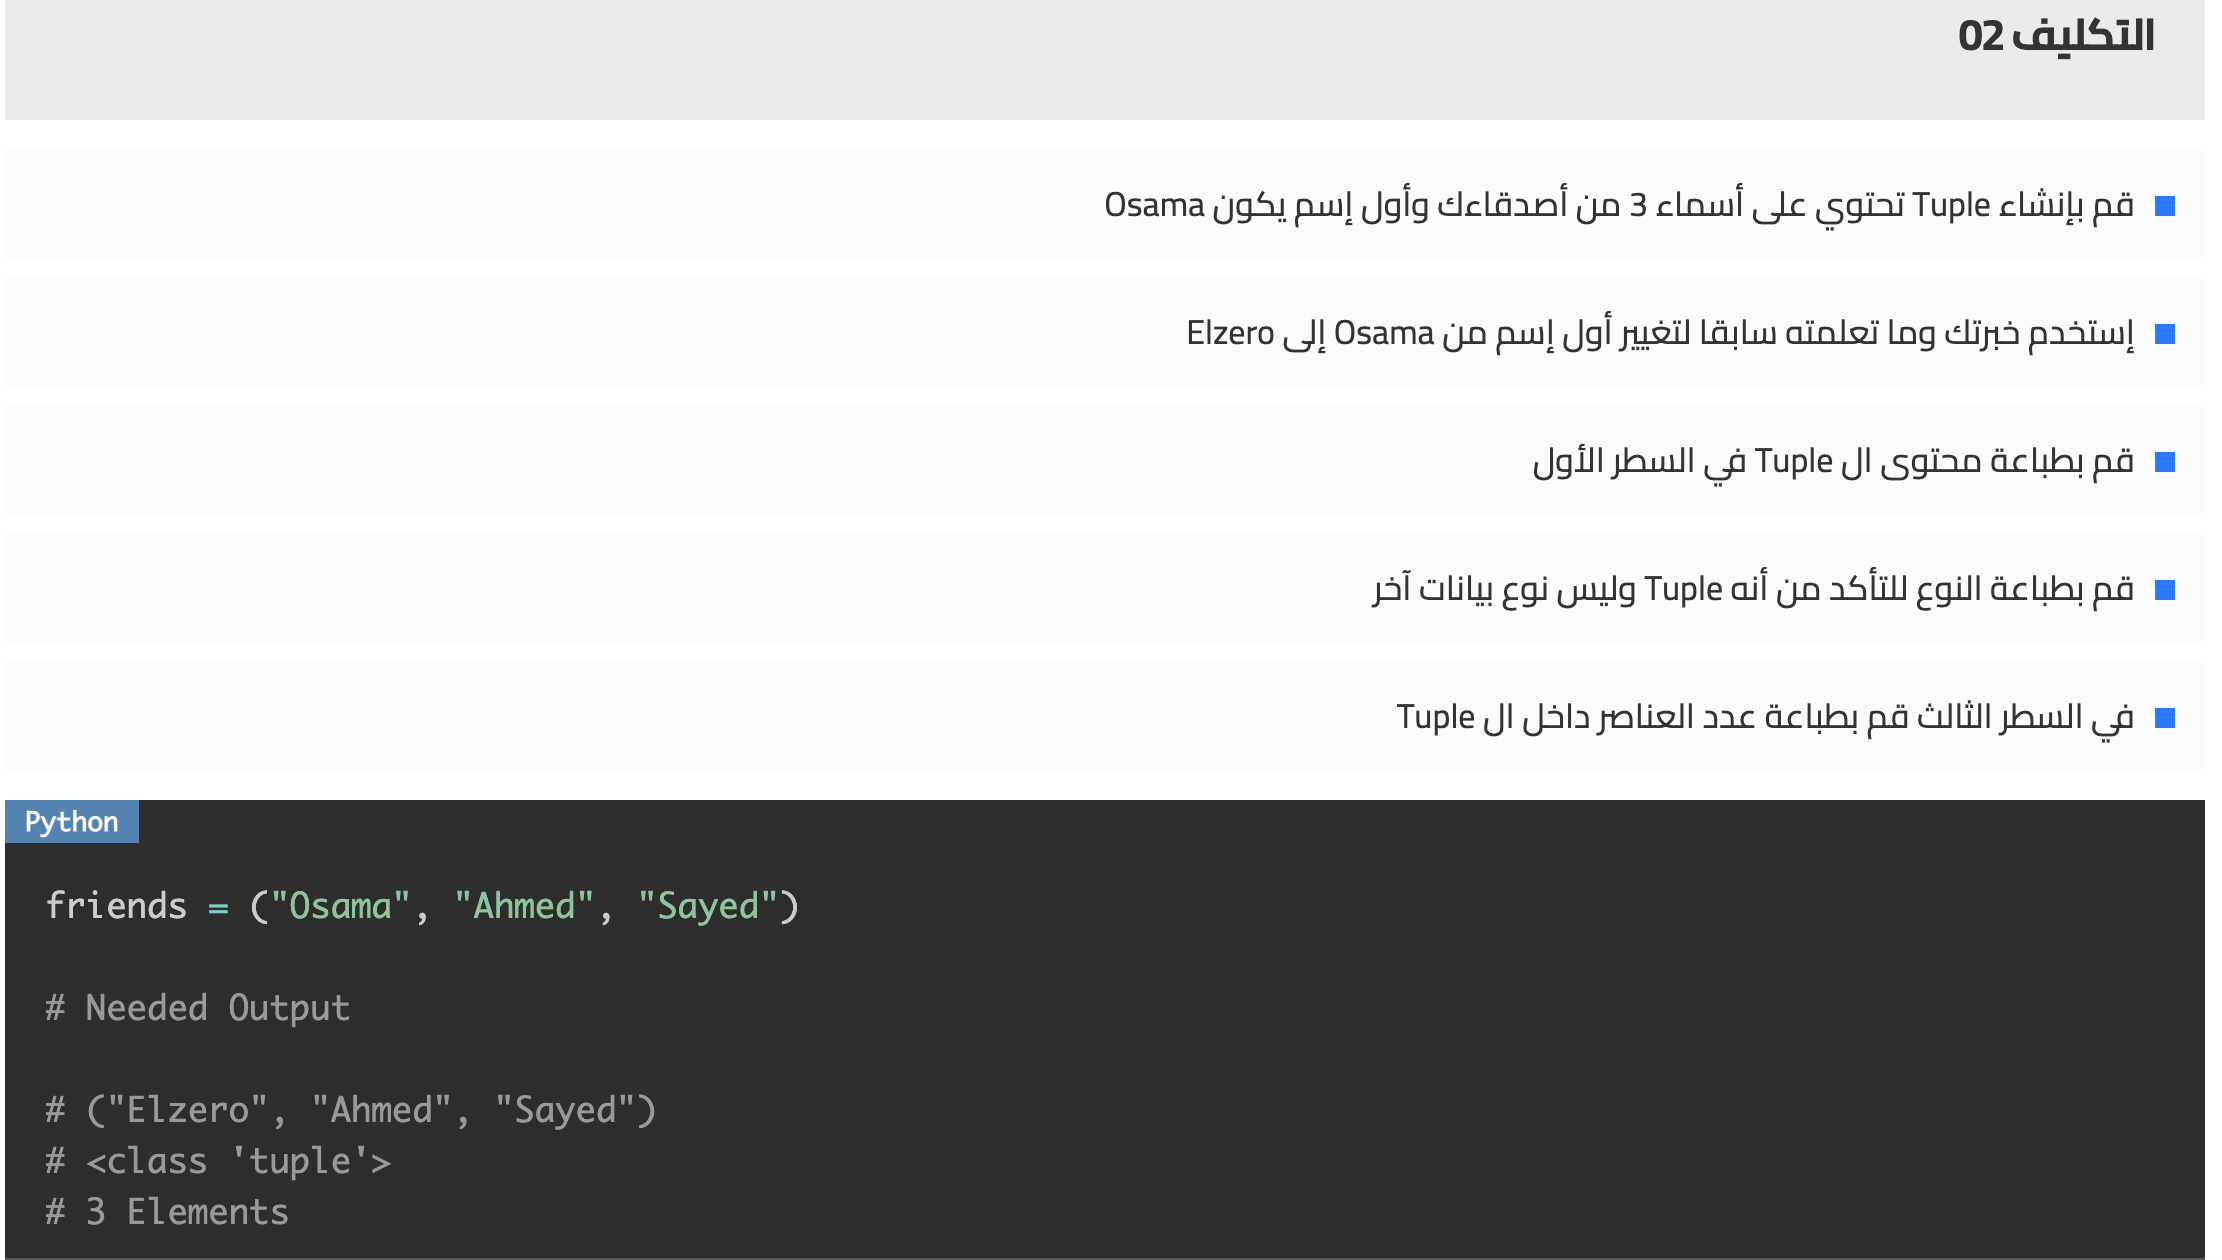 التكليف 02
قم بإنشاء Tuple تحتوي على أسماء 3 من أصدقاءك وأول إسم يكون Osama
إستخدم خبرتك وما تعلمته سابقا لتغيير أول إسم من Osama إلى Elzero
قم بطباعة محتوى ال Tuple في السطر الأول
قم بطباعة النوع للتأكد من أنه Tuple وليس نوع بيانات آخر
في السطر الثالث قم بطباعة عدد العناصر داخل ال Tuple
Python
friends = ("Osama", "Ahmed", "Sayed")
# Needed Output
# ("Elzero", "Ahmed", "Sayed")
# <class 'tuple'>
# 3 Elements